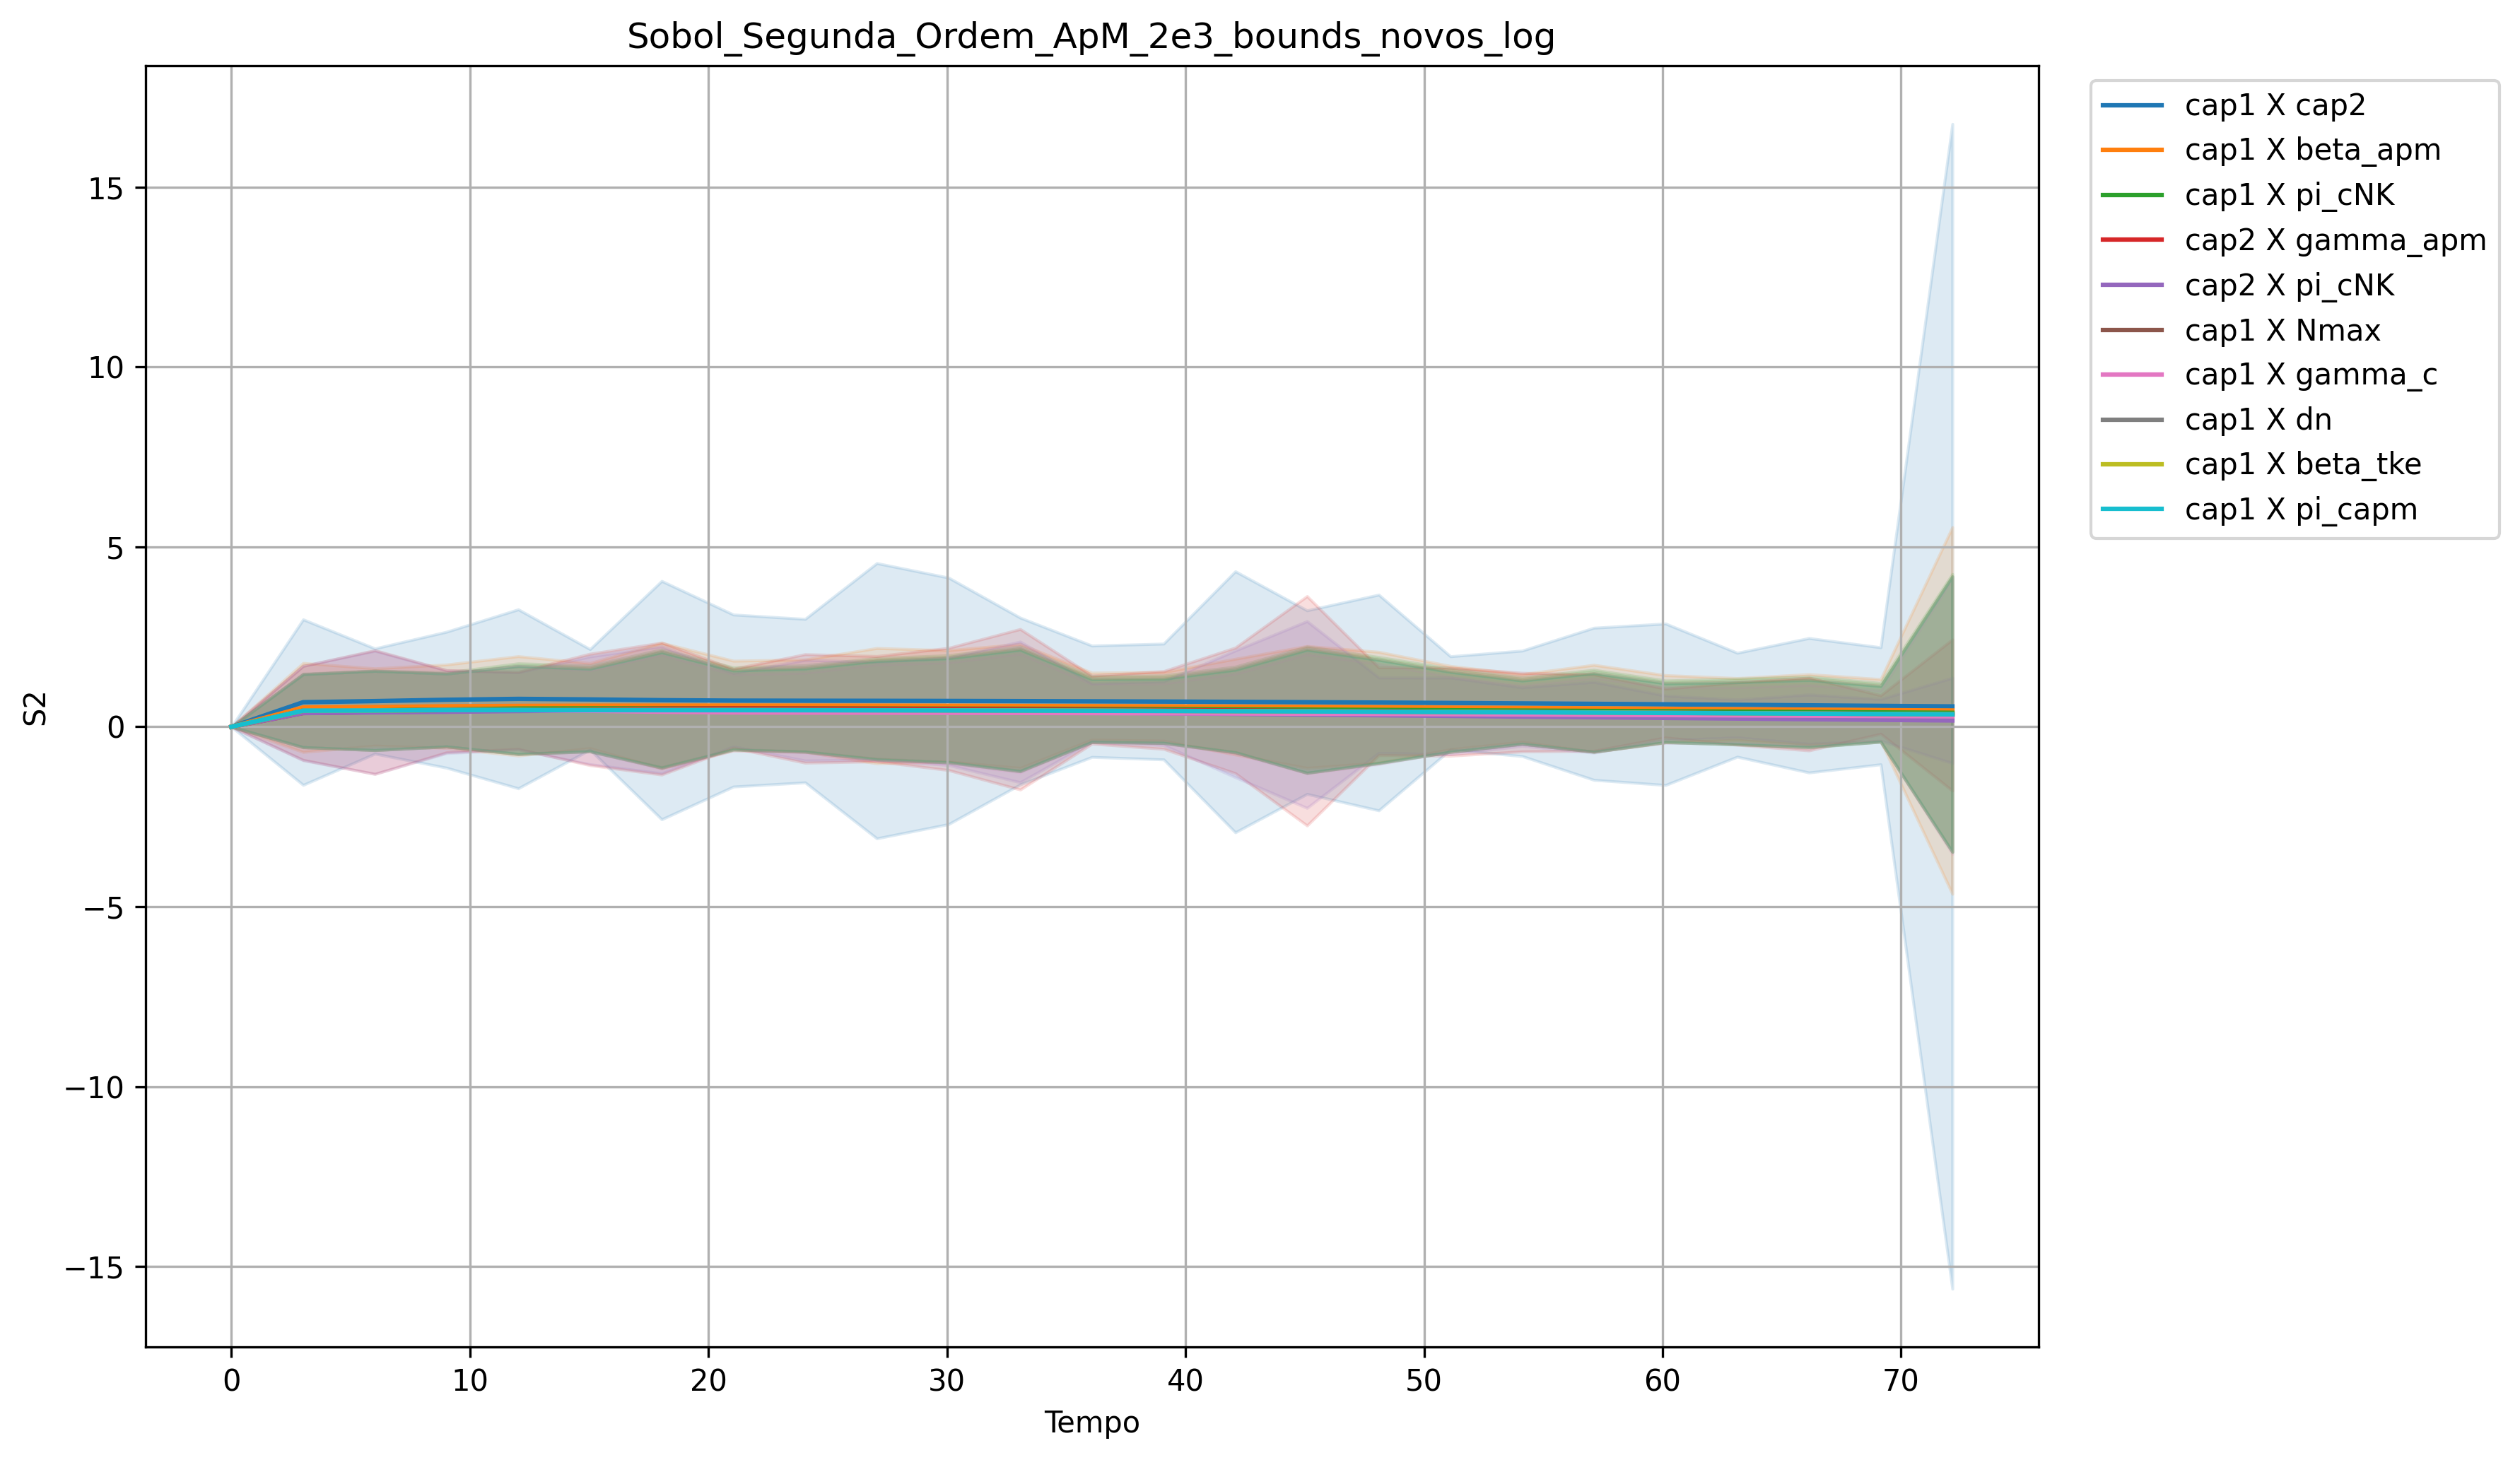 Sobol_Segunda_Ordem_ApM_2e3_bounds_novos_log
15
10
5
0
−5
−10
−15
S2
0 10 20 30 40 50 60 70
Tempo
cap1 X cap2
cap1 X beta_apm
cap1 X pi_cNK
cap2 X gamma_apm
cap2 X pi_cNK
cap1 X Nmax
cap1 X gamma_c
cap1 X dn
cap1 X beta_tke
cap1 X pi_capm